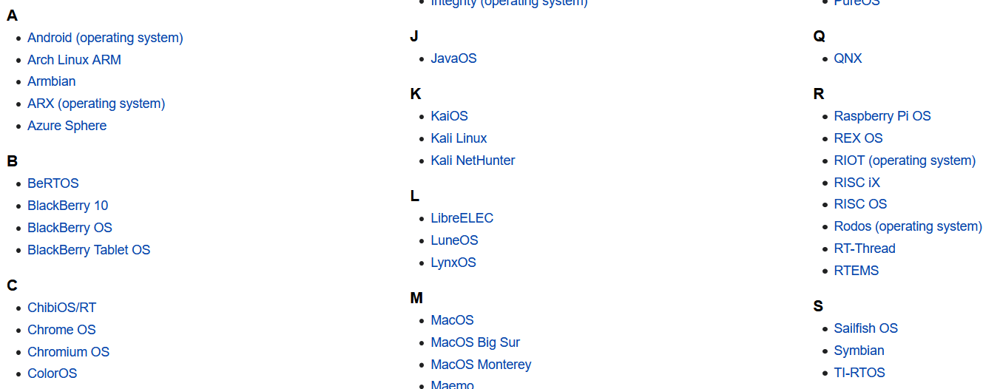 A
Android (operating system)
Arch Linux ARM
Armbian
ARX (operating system)
Azure Sphere
B
BeRTOS
BlackBerry 10
BlackBerry OS
BlackBerry Tablet OS
C
ChibiOS/RT
Chrome OS
Chromium OS
ColorOS
Integrity (operating system)
J
JavaOS
K
KaiOS
Kali Linux
Kali NetHunter
L
LibreELEC
LuneOS
LynxOS
M
MacOS
MacOS Big Sur
MacOS Monterey
Maemo
PureOS
Q
QNX
R
Raspberry Pi OS
REX OS
RIOT (operating system)
RISC iX
RISC OS
Rodos (operating system)
RT-Thread
RTEMS
S
Sailfish OS
Symbian
TI-RTOS